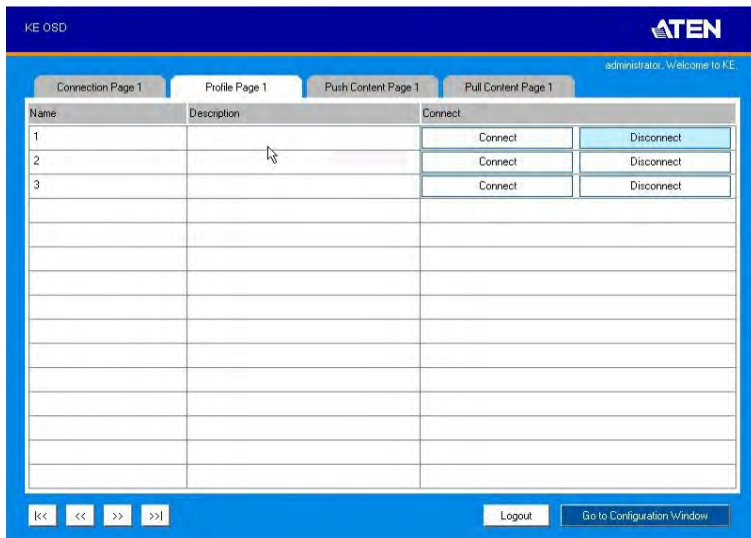 KE OSD
ATEN
administrator, Welcome to KE.
Connection Page 1 Profile Page 1 Push Content Page 1 Pull Content Page 1
Name Description Connect
1 Connect Disconnect
2 Connect Disconnect
3 Connect Disconnect
|<< << >> >>| Logout Go to Configuration Window